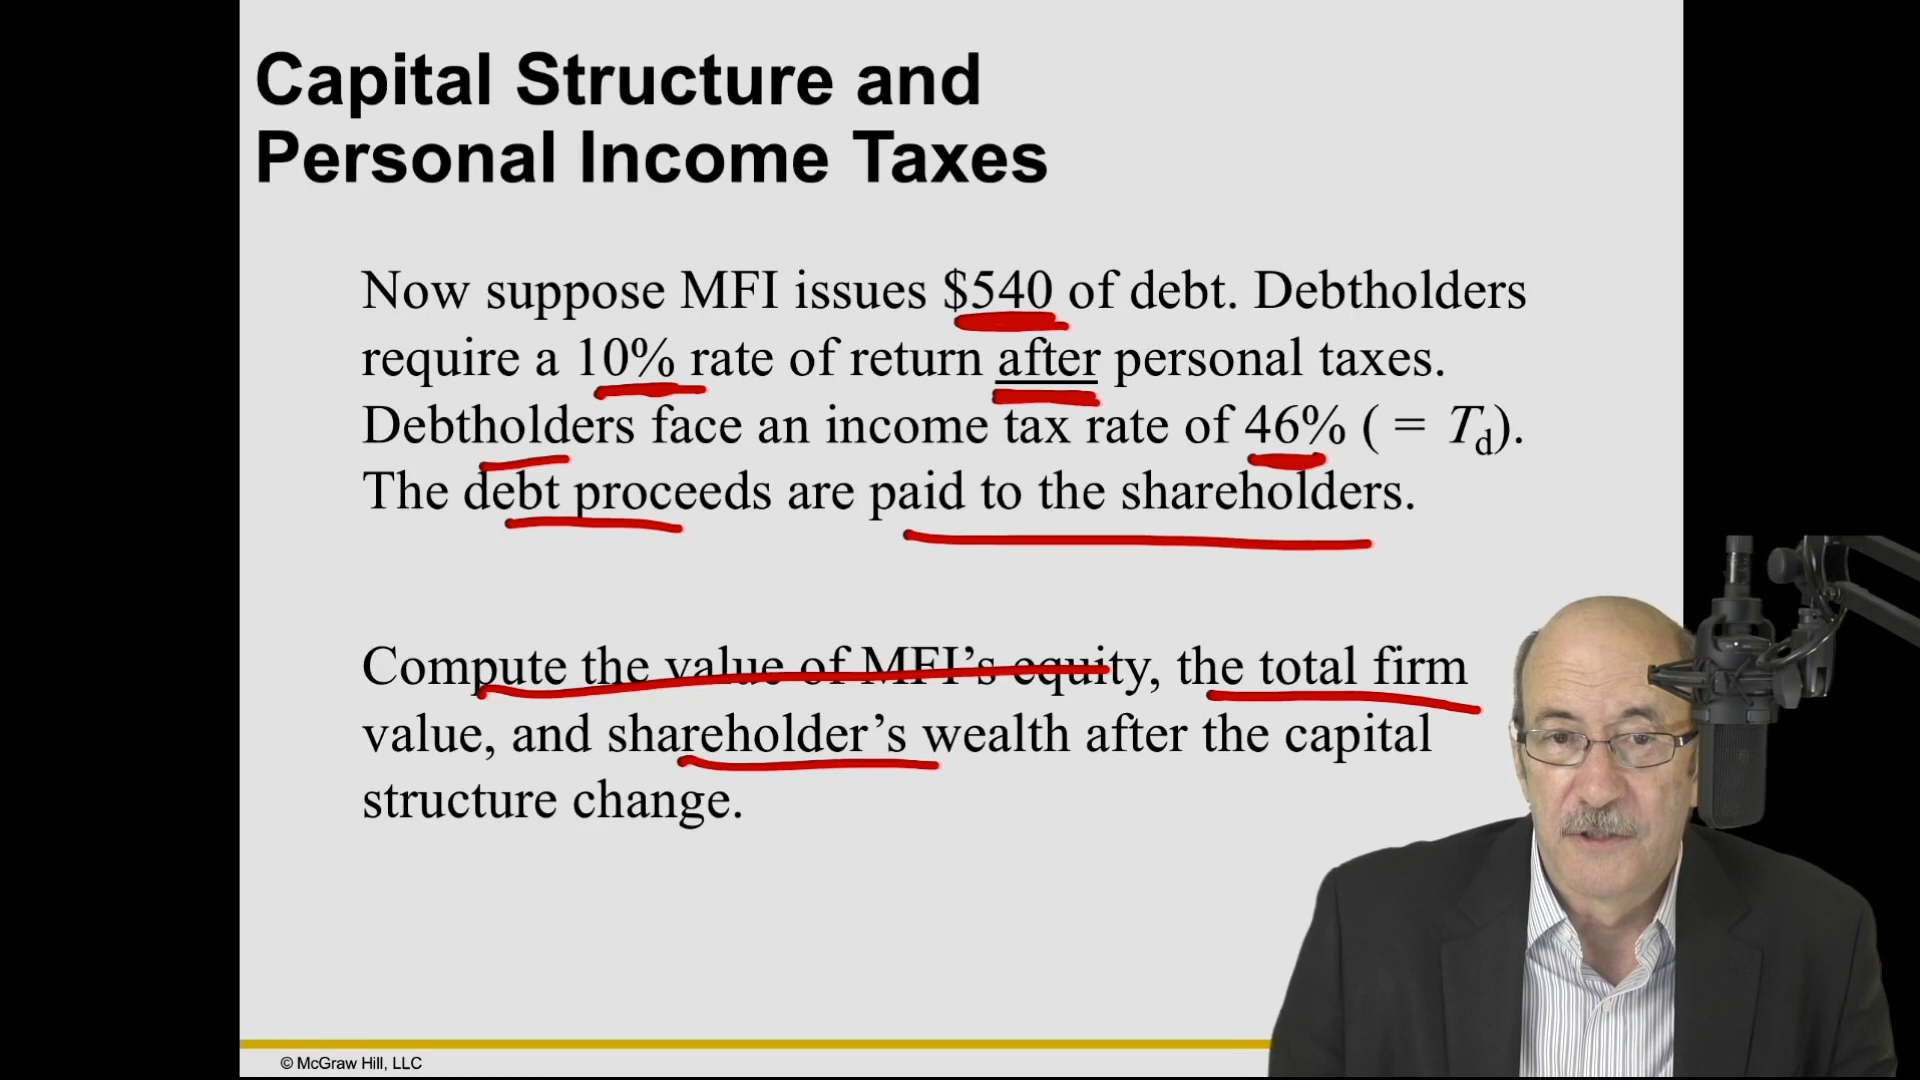 Capital Structure and
Personal Income Taxes
Now suppose MFI issues $540 of debt. Debtholders
require a 10% rate of return after personal taxes.
Debtholders face an income tax rate of 46% ( = Td).
The debt proceeds are paid to the shareholders.
Compute the value of MFI’s equity, the total firm
value, and shareholder’s wealth after the capital
structure change.
© McGraw Hill, LLC